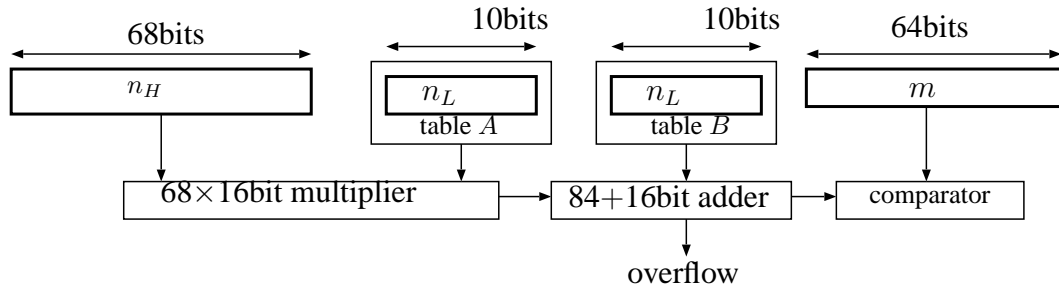 68bits 10bits 10bits 64bits
n_H n_L n_L m
table A table B
68×16bit multiplier 84+16bit adder comparator
overflow